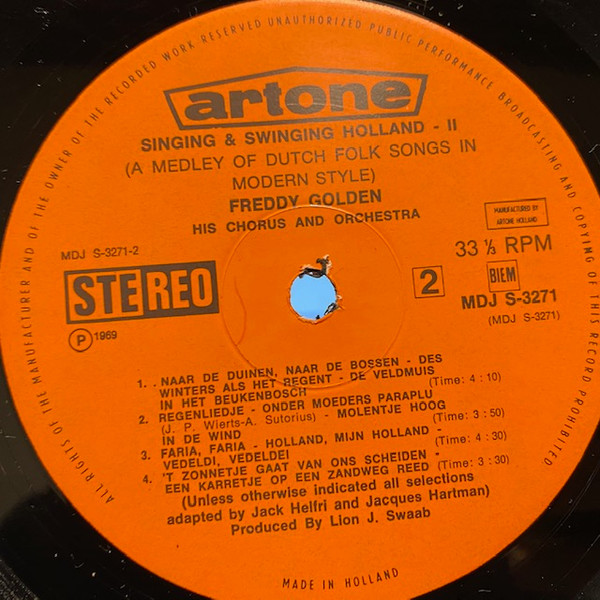 ALL RIGHTS OF THE MANUFACTURER AND OF THE OWNER OF THE RECORDED WORK RESERVED UNAUTHORIZED PUBLIC PERFORMANCE BROADCASTING AND COPYING OF THIS RECORD PROHIBITED
artone
SINGING & SWINGING HOLLAND - II
(A MEDLEY OF DUTCH FOLK SONGS IN
MODERN STYLE)
FREDDY GOLDEN
HIS CHORUS AND ORCHESTRA
MANUFACTURED BY
ARTONE HOLLAND
MDJ S-3271-2
33 ⅓ RPM
STEREO
2
BIEM
MDJ S-3271
(MDJ S-3271)
P 1969
1. . NAAR DE DUINEN, NAAR DE BOSSEN - DES
WINTERS ALS HET REGENT - DE VELDMUIS
IN HET BEUKENBOSCH (Time: 4 : 10)
2. REGENLIEDJE - ONDER MOEDERS PARAPLU
(J. P. Wierts-A. Sutorius) - MOLENTJE HOOG
IN DE WIND (Time: 3 : 50)
3. FARIA, FARIA - HOLLAND, MIJN HOLLAND -
VEDELDI, VEDELDEI (Time: 4 : 30)
4. 'T ZONNETJE GAAT VAN ONS SCHEIDEN -
EEN KARRETJE OP EEN ZANDWEG REED (Time: 3 : 30)
(Unless otherwise indicated all selections
adapted by Jack Helfri and Jacques Hartman)
Produced By Lion J. Swaab
MADE IN HOLLAND